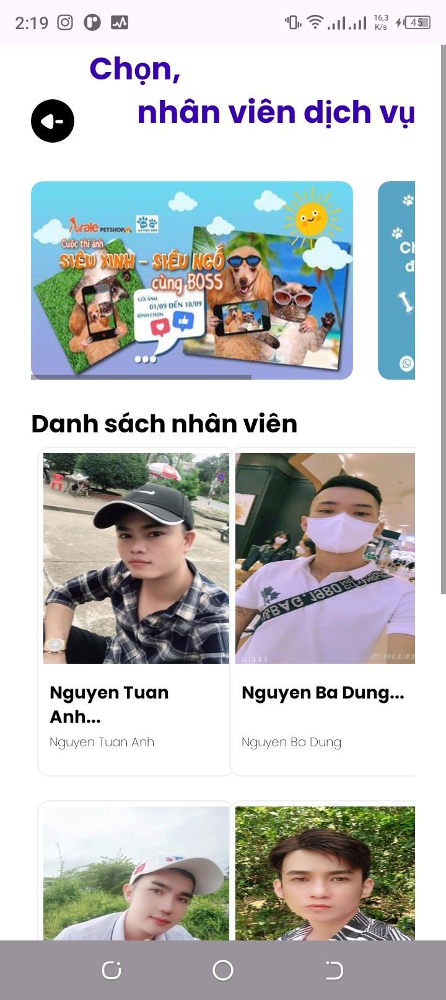 2:19
16,3
K/s
45
Chọn,
nhân viên dịch vụ
Arale PETSHOP
Cuộc thi ảnh
SIÊU XINH - SIÊU NGỐ
cùng BOSS
GỞI ẢNH
01/09 ĐẾN 18/09
BÌNH CHỌN
Danh sách nhân viên
Nguyen Tuan
Anh...
Nguyen Tuan Anh
ULIKE
Nguyen Ba Dung...
Nguyen Ba Dung